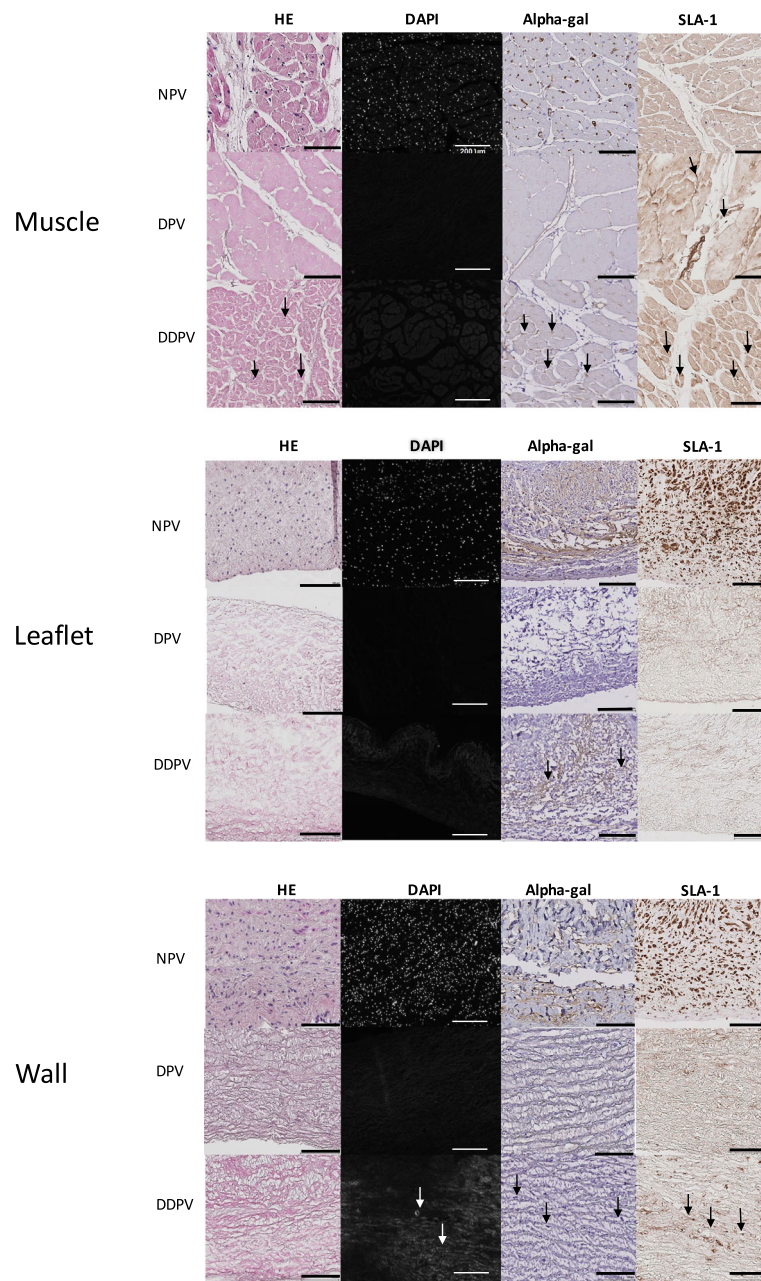 HE DAPI Alpha-gal SLA-1
NPV
200 um
Muscle DPV
DDPV
HE DAPI Alpha-gal SLA-1
NPV
Leaflet DPV
DDPV
HE DAPI Alpha-gal SLA-1
NPV
Wall DPV
DDPV